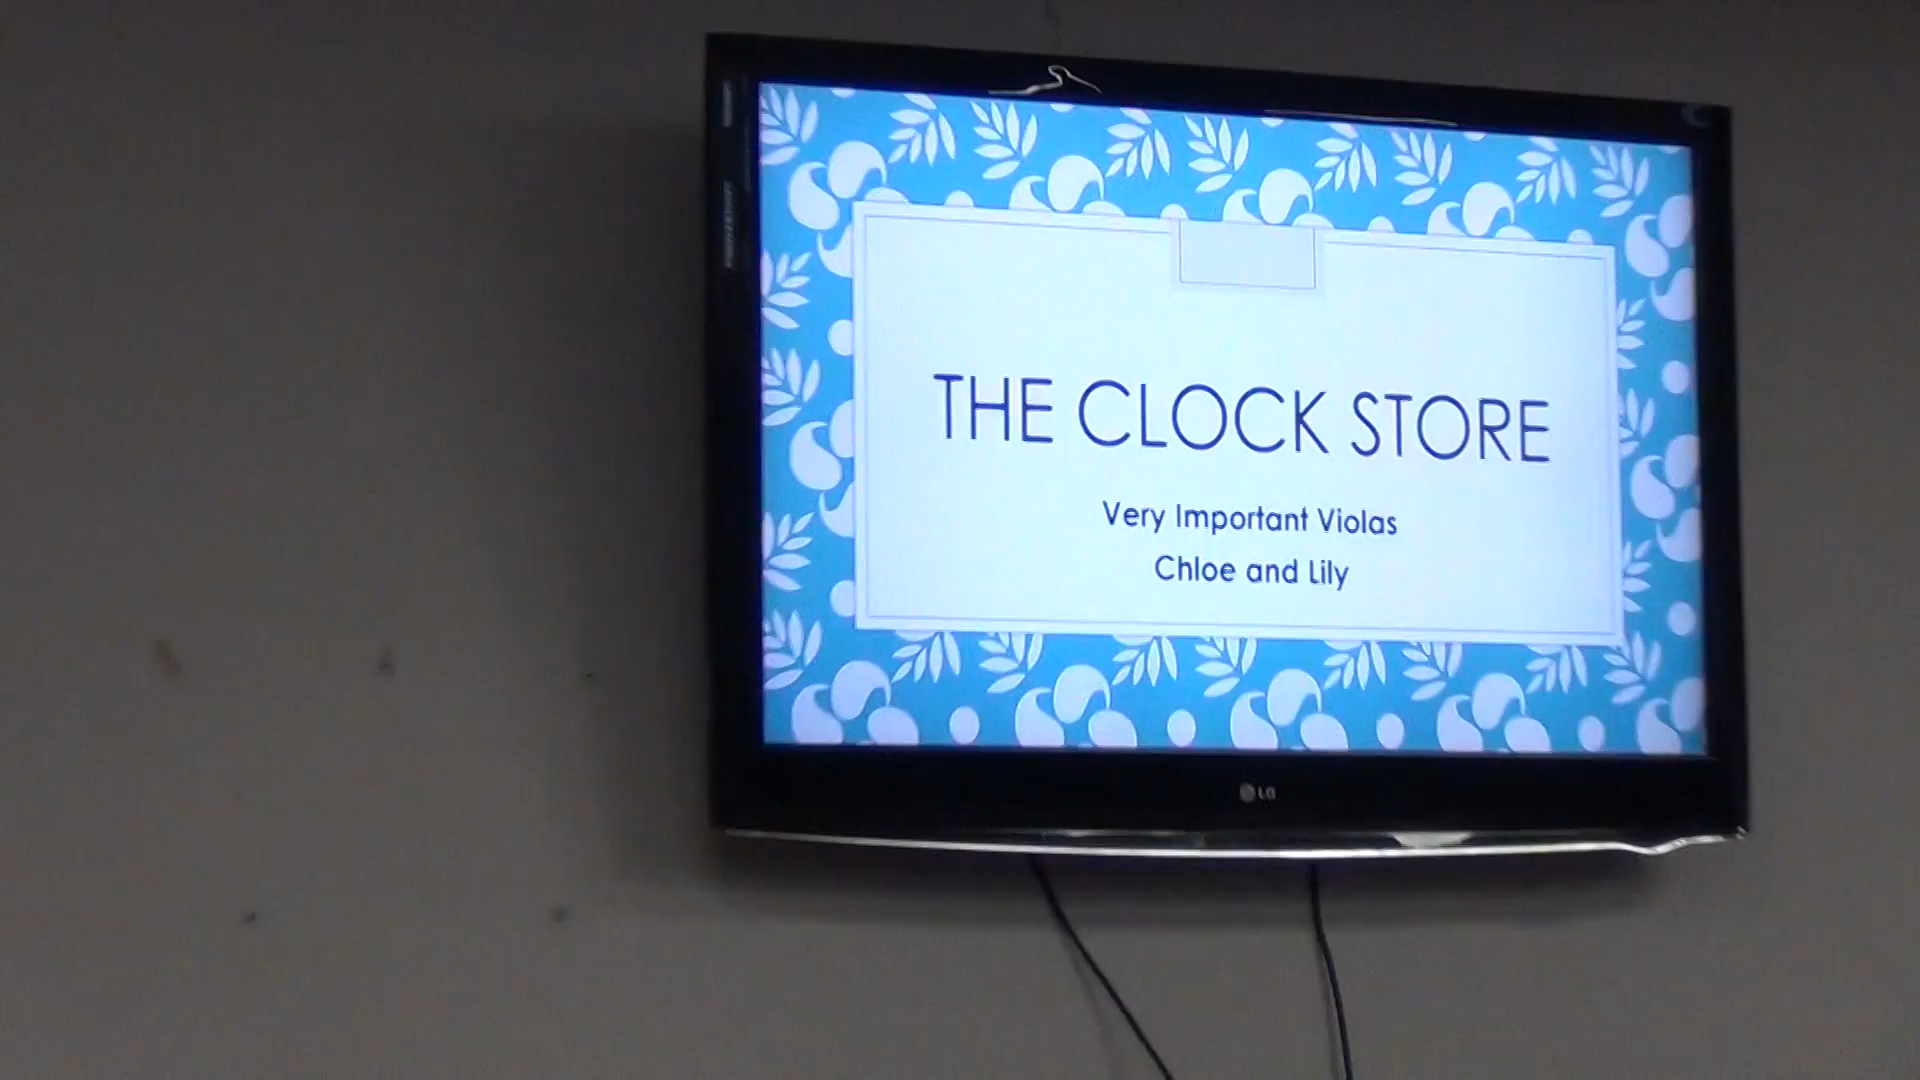 THE CLOCK STORE
Very Important Violas
Chloe and Lily
LG